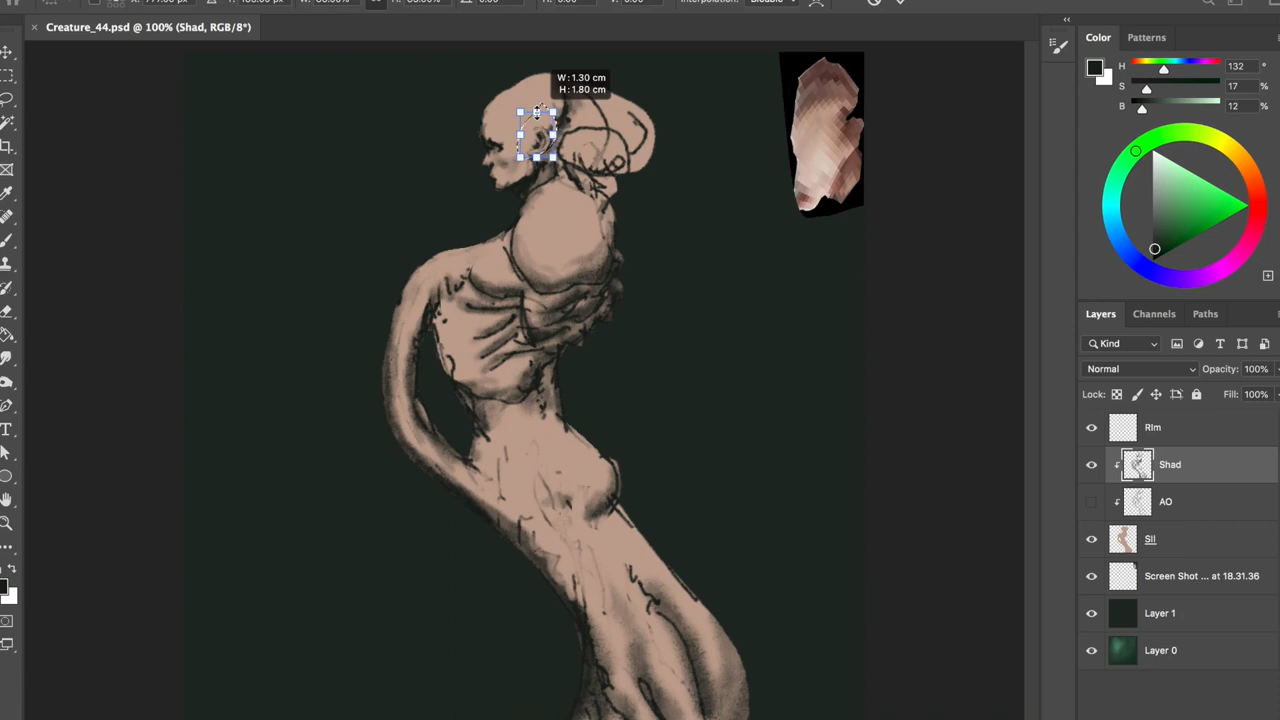 Creature_44.psd @ 100% (Shad, RGB/8*)
W: 1.30 cm
H: 1.80 cm
Color
Patterns
H 132 °
S 17 %
B 12 %
Layers
Channels
Paths
Kind
Normal
Opacity: 100%
Lock:
Fill: 100%
RIm
Shad
AO
SIl
Screen Shot ... at 18.31.36
Layer 1
Layer 0